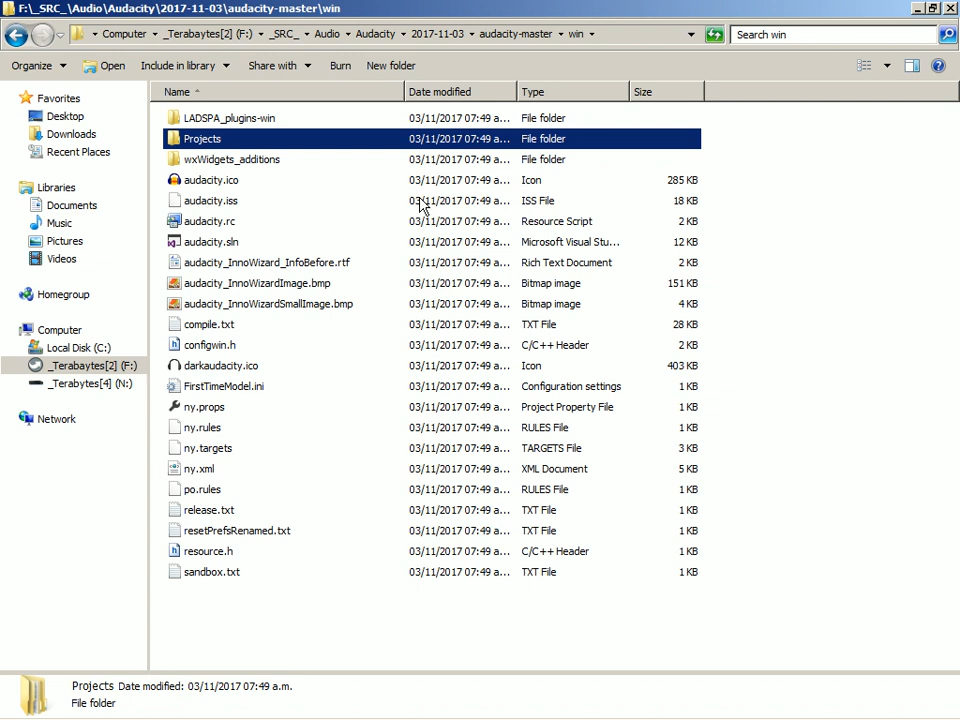 F:\_SRC_\Audio\Audacity\2017-11-03\audacity-master\win
Computer _Terabaytes[2] (F:) _SRC_ Audio Audacity 2017-11-03 audacity-master win
Search win
Organize Open Include in library Share with Burn New folder
Name Date modified Type Size
Favorites
Desktop
Downloads
Recent Places
Libraries
Documents
Music
Pictures
Videos
Homegroup
Computer
Local Disk (C:)
_Terabaytes[2] (F:)
_Terabytes[4] (N:)
Network
LADSPA_plugins-win 03/11/2017 07:49 a... File folder
Projects 03/11/2017 07:49 a... File folder
wxWidgets_additions 03/11/2017 07:49 a... File folder
audacity.ico 03/11/2017 07:49 a... Icon 285 KB
audacity.iss 03/11/2017 07:49 a... ISS File 18 KB
audacity.rc 03/11/2017 07:49 a... Resource Script 2 KB
audacity.sln 03/11/2017 07:49 a... Microsoft Visual Stu... 12 KB
audacity_InnoWizard_InfoBefore.rtf 03/11/2017 07:49 a... Rich Text Document 2 KB
audacity_InnoWizardImage.bmp 03/11/2017 07:49 a... Bitmap image 151 KB
audacity_InnoWizardSmallImage.bmp 03/11/2017 07:49 a... Bitmap image 4 KB
compile.txt 03/11/2017 07:49 a... TXT File 28 KB
configwin.h 03/11/2017 07:49 a... C/C++ Header 2 KB
darkaudacity.ico 03/11/2017 07:49 a... Icon 403 KB
FirstTimeModel.ini 03/11/2017 07:49 a... Configuration settings 1 KB
ny.props 03/11/2017 07:49 a... Project Property File 1 KB
ny.rules 03/11/2017 07:49 a... RULES File 1 KB
ny.targets 03/11/2017 07:49 a... TARGETS File 3 KB
ny.xml 03/11/2017 07:49 a... XML Document 5 KB
po.rules 03/11/2017 07:49 a... RULES File 1 KB
release.txt 03/11/2017 07:49 a... TXT File 1 KB
resetPrefsRenamed.txt 03/11/2017 07:49 a... TXT File 1 KB
resource.h 03/11/2017 07:49 a... C/C++ Header 1 KB
sandbox.txt 03/11/2017 07:49 a... TXT File 1 KB
Projects Date modified: 03/11/2017 07:49 a.m.
File folder